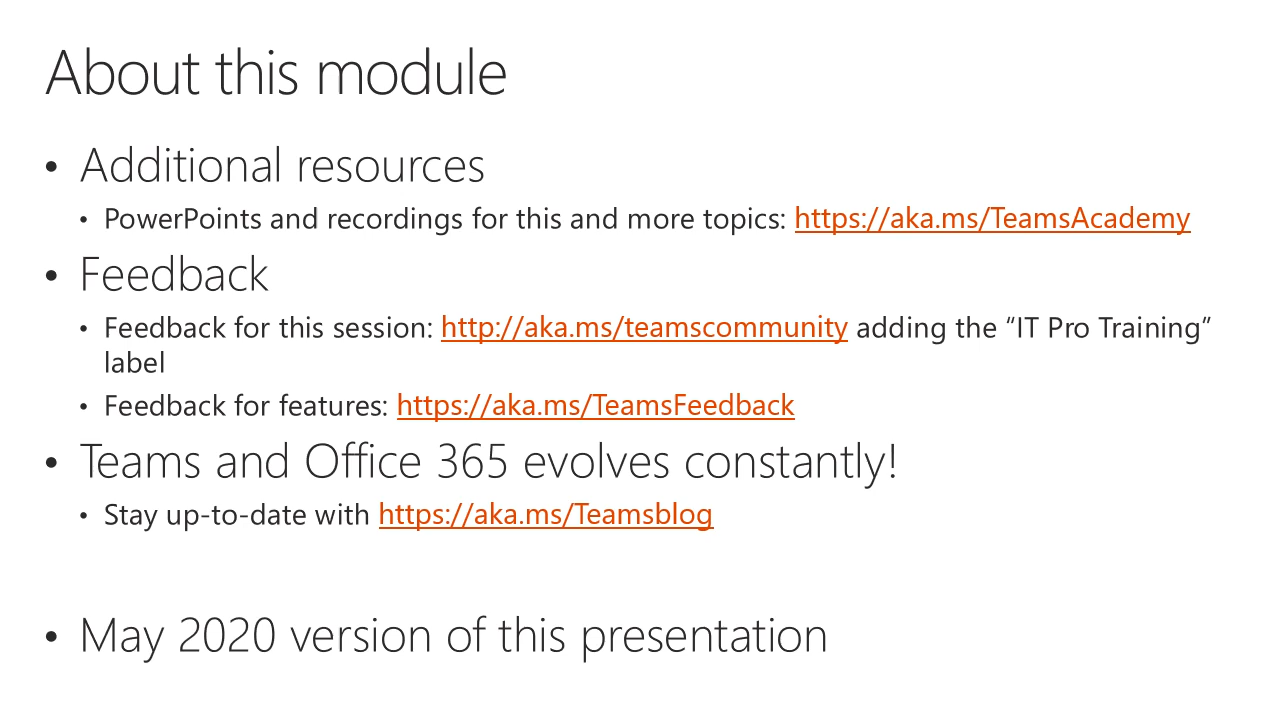 About this module
• Additional resources
• PowerPoints and recordings for this and more topics: https://aka.ms/TeamsAcademy
• Feedback
• Feedback for this session: http://aka.ms/teamscommunity adding the “IT Pro Training”
label
• Feedback for features: https://aka.ms/TeamsFeedback
• Teams and Office 365 evolves constantly!
• Stay up-to-date with https://aka.ms/Teamsblog
• May 2020 version of this presentation